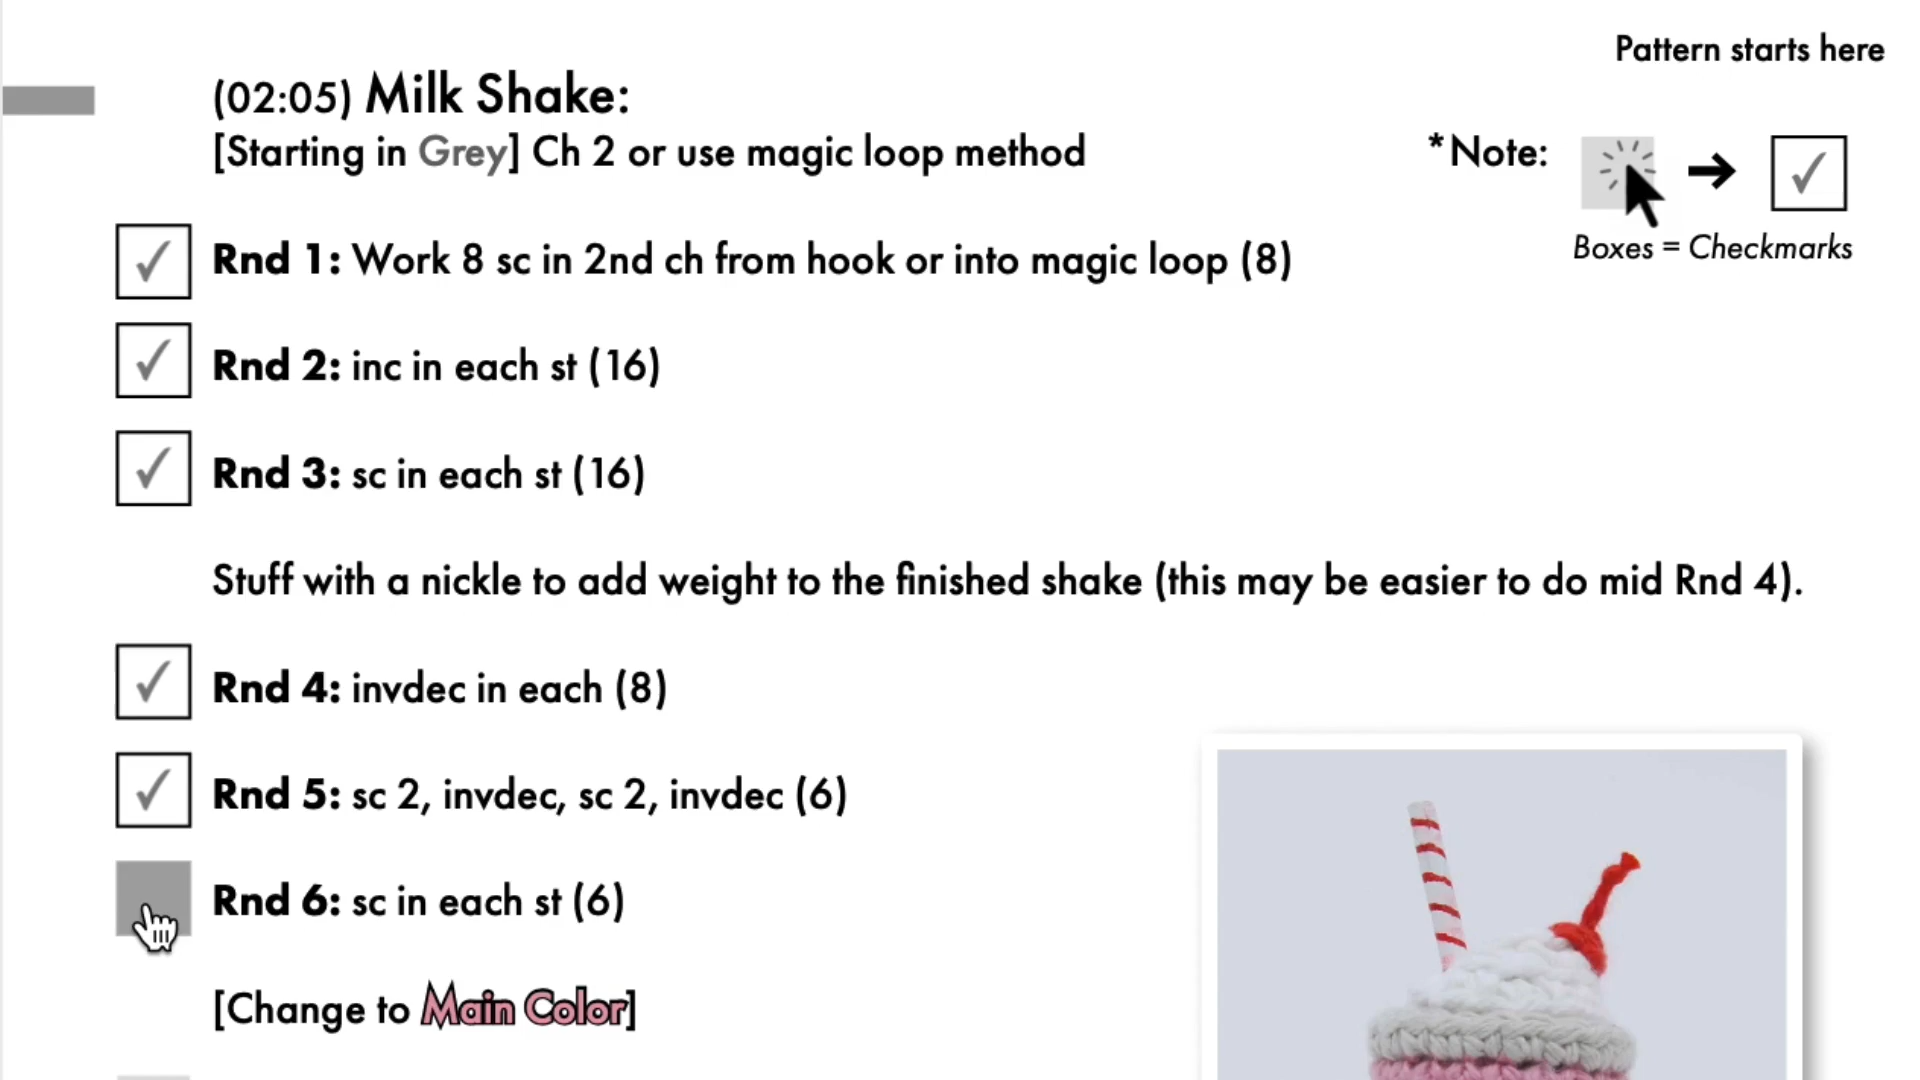 Pattern starts here
(02:05) Milk Shake:
[Starting in Grey] Ch 2 or use magic loop method
*Note:
Boxes = Checkmarks
Rnd 1: Work 8 sc in 2nd ch from hook or into magic loop (8)
Rnd 2: inc in each st (16)
Rnd 3: sc in each st (16)
Stuff with a nickle to add weight to the finished shake (this may be easier to do mid Rnd 4).
Rnd 4: invdec in each (8)
Rnd 5: sc 2, invdec, sc 2, invdec (6)
Rnd 6: sc in each st (6)
[Change to Main Color]